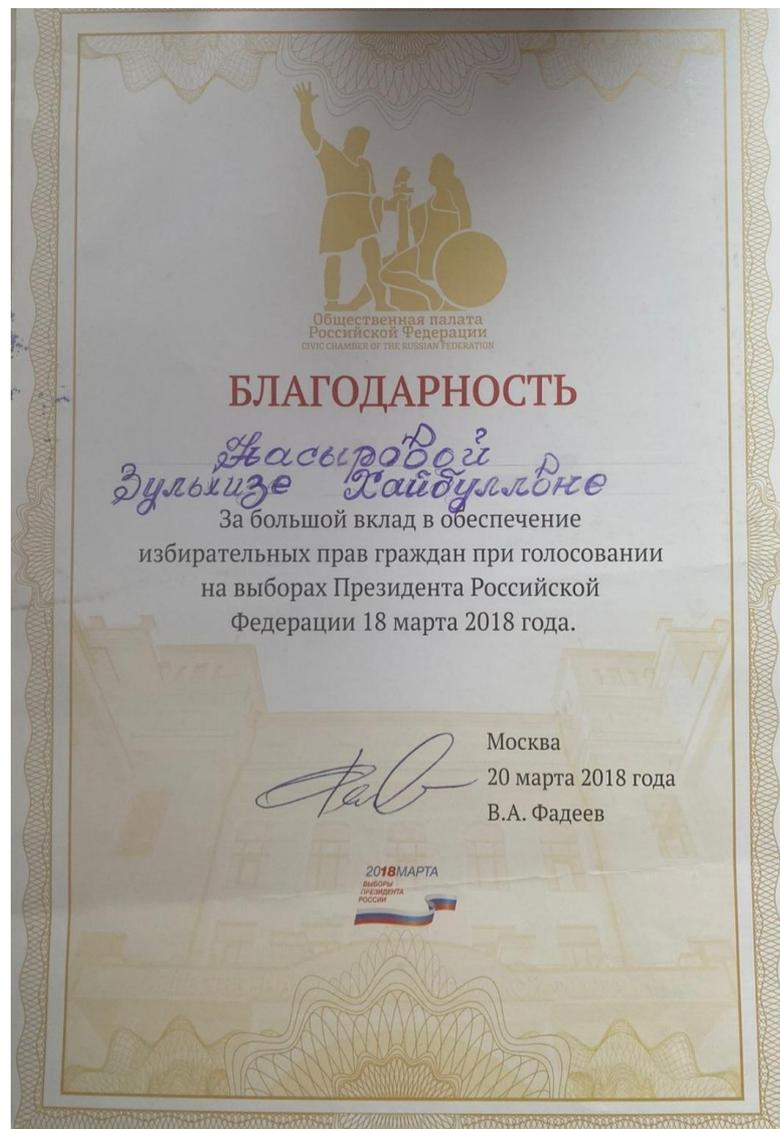 Общественная палата
Российской Федерации
CIVIC CHAMBER OF THE RUSSIAN FEDERATION
БЛАГОДАРНОСТЬ
Насыровой
Зульхизе Хайбулловне
За большой вклад в обеспечение
избирательных прав граждан при голосовании
на выборах Президента Российской
Федерации 18 марта 2018 года.
Москва
20 марта 2018 года
В.А. Фадеев
2018МАРТА
ВЫБОРЫ
ПРЕЗИДЕНТА
РОССИИ